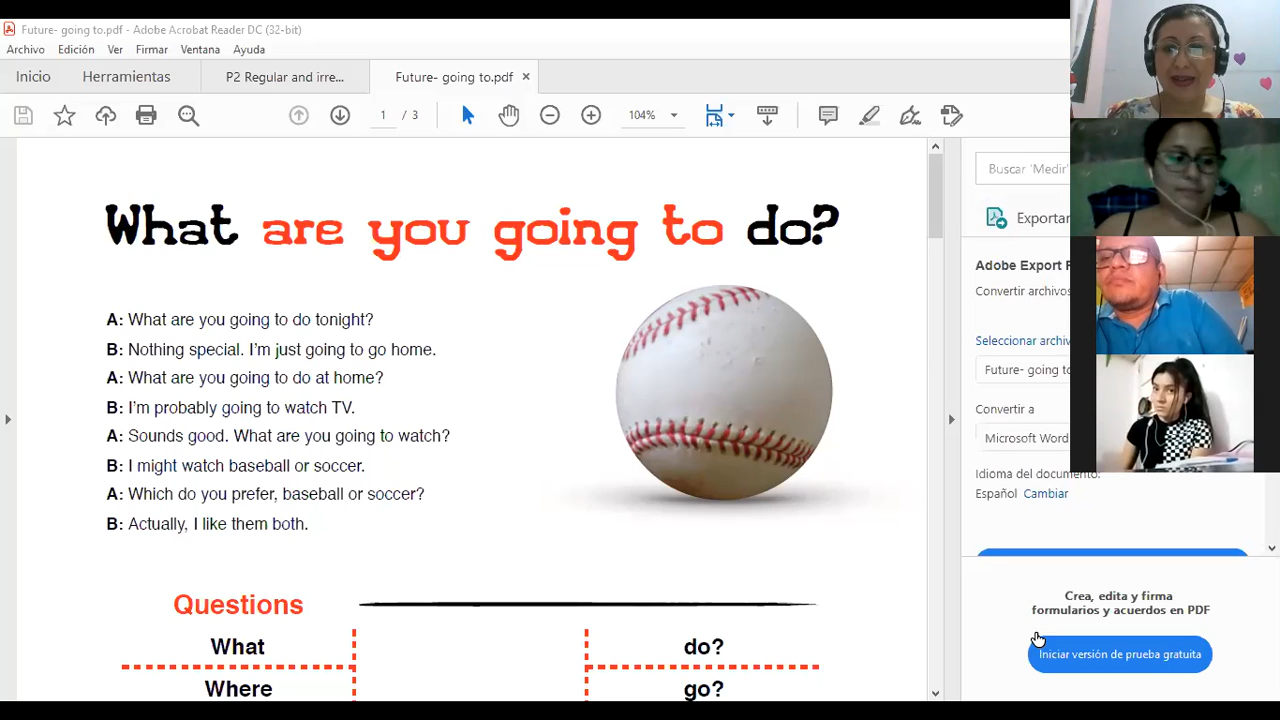 Future- going to.pdf - Adobe Acrobat Reader DC (32-bit)
Archivo Edición Ver Firmar Ventana Ayuda
Inicio Herramientas P2 Regular and irre... Future- going to.pdf ×
1 / 3 104%
What are you going to do?
A: What are you going to do tonight?
B: Nothing special. I'm just going to go home.
A: What are you going to do at home?
B: I'm probably going to watch TV.
A: Sounds good. What are you going to watch?
B: I might watch baseball or soccer.
A: Which do you prefer, baseball or soccer?
B: Actually, I like them both.
Questions
What do?
Where go?
Buscar 'Medir'
Exportar
Adobe Export
Convertir archivos
Seleccionar archiv
Future- going to
Convertir a
Microsoft Word
Idioma del documento:
Español Cambiar
Crea, edita y firma
formularios y acuerdos en PDF
Iniciar versión de prueba gratuita